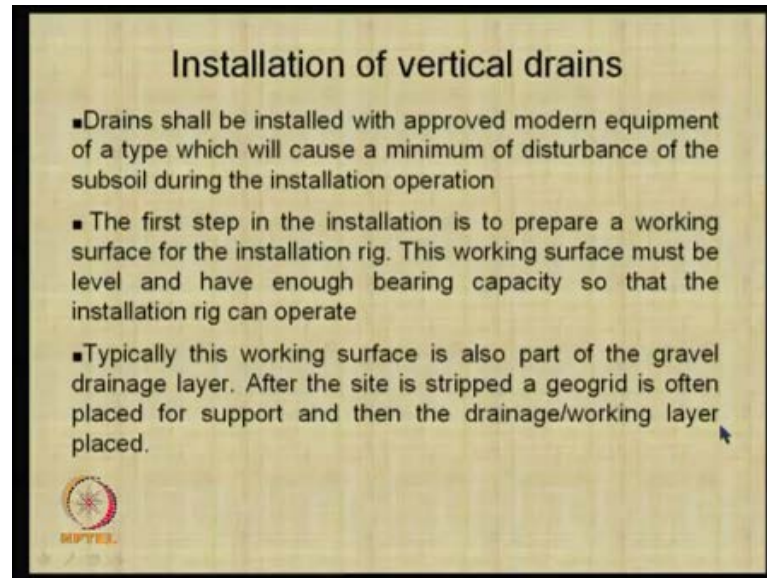 Installation of vertical drains
▪Drains shall be installed with approved modern equipment
of a type which will cause a minimum of disturbance of the
subsoil during the installation operation
▪ The first step in the installation is to prepare a working
surface for the installation rig. This working surface must be
level and have enough bearing capacity so that the
installation rig can operate
▪Typically this working surface is also part of the gravel
drainage layer. After the site is stripped a geogrid is often
placed for support and then the drainage/working layer
placed.
NPTEL